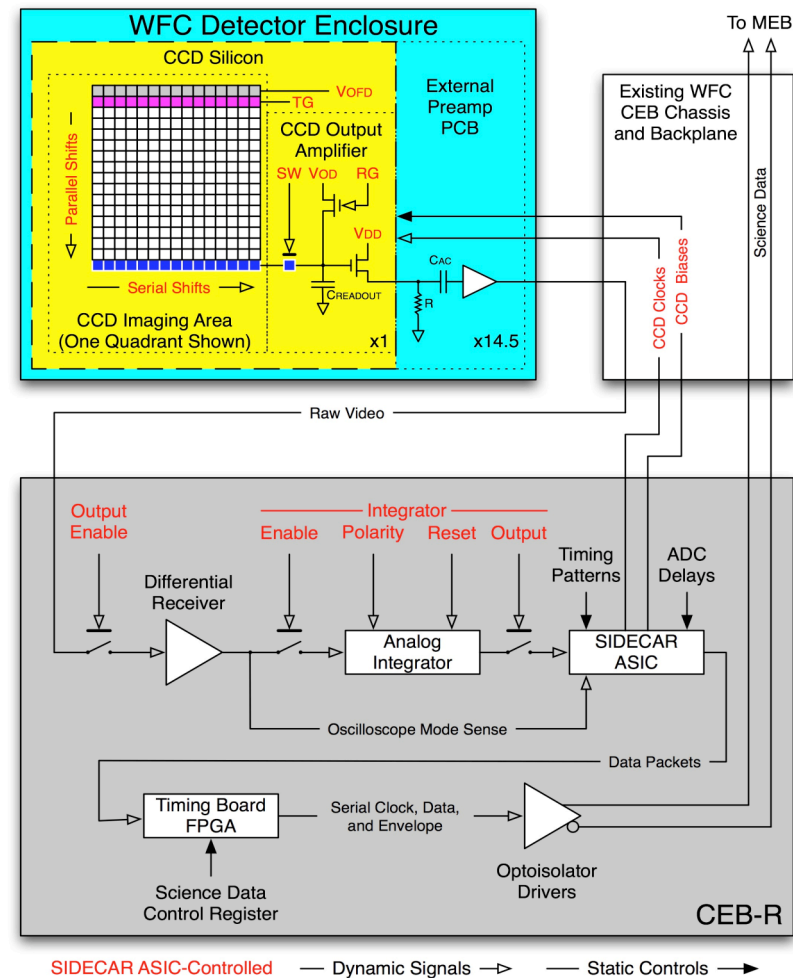 WFC Detector Enclosure
To MEB
CCD Silicon
VOFD
TG
Parallel Shifts
CCD Output
Amplifier
SW VOD RG
VDD
CREADOUT
Serial Shifts
CCD Imaging Area
(One Quadrant Shown)
x1
External
Preamp
PCB
CAC
R
x14.5
Existing WFC
CEB Chassis
and Backplane
CCD Clocks
CCD Biases
Science Data
Raw Video
Output
Enable
Integrator
Enable Polarity Reset Output
Differential
Receiver
Timing
Patterns
ADC
Delays
Analog
Integrator
SIDECAR
ASIC
Oscilloscope Mode Sense
Data Packets
Timing Board
FPGA
Serial Clock, Data,
and Envelope
Optoisolator
Drivers
Science Data
Control Register
CEB-R
SIDECAR ASIC-Controlled
Dynamic Signals
Static Controls